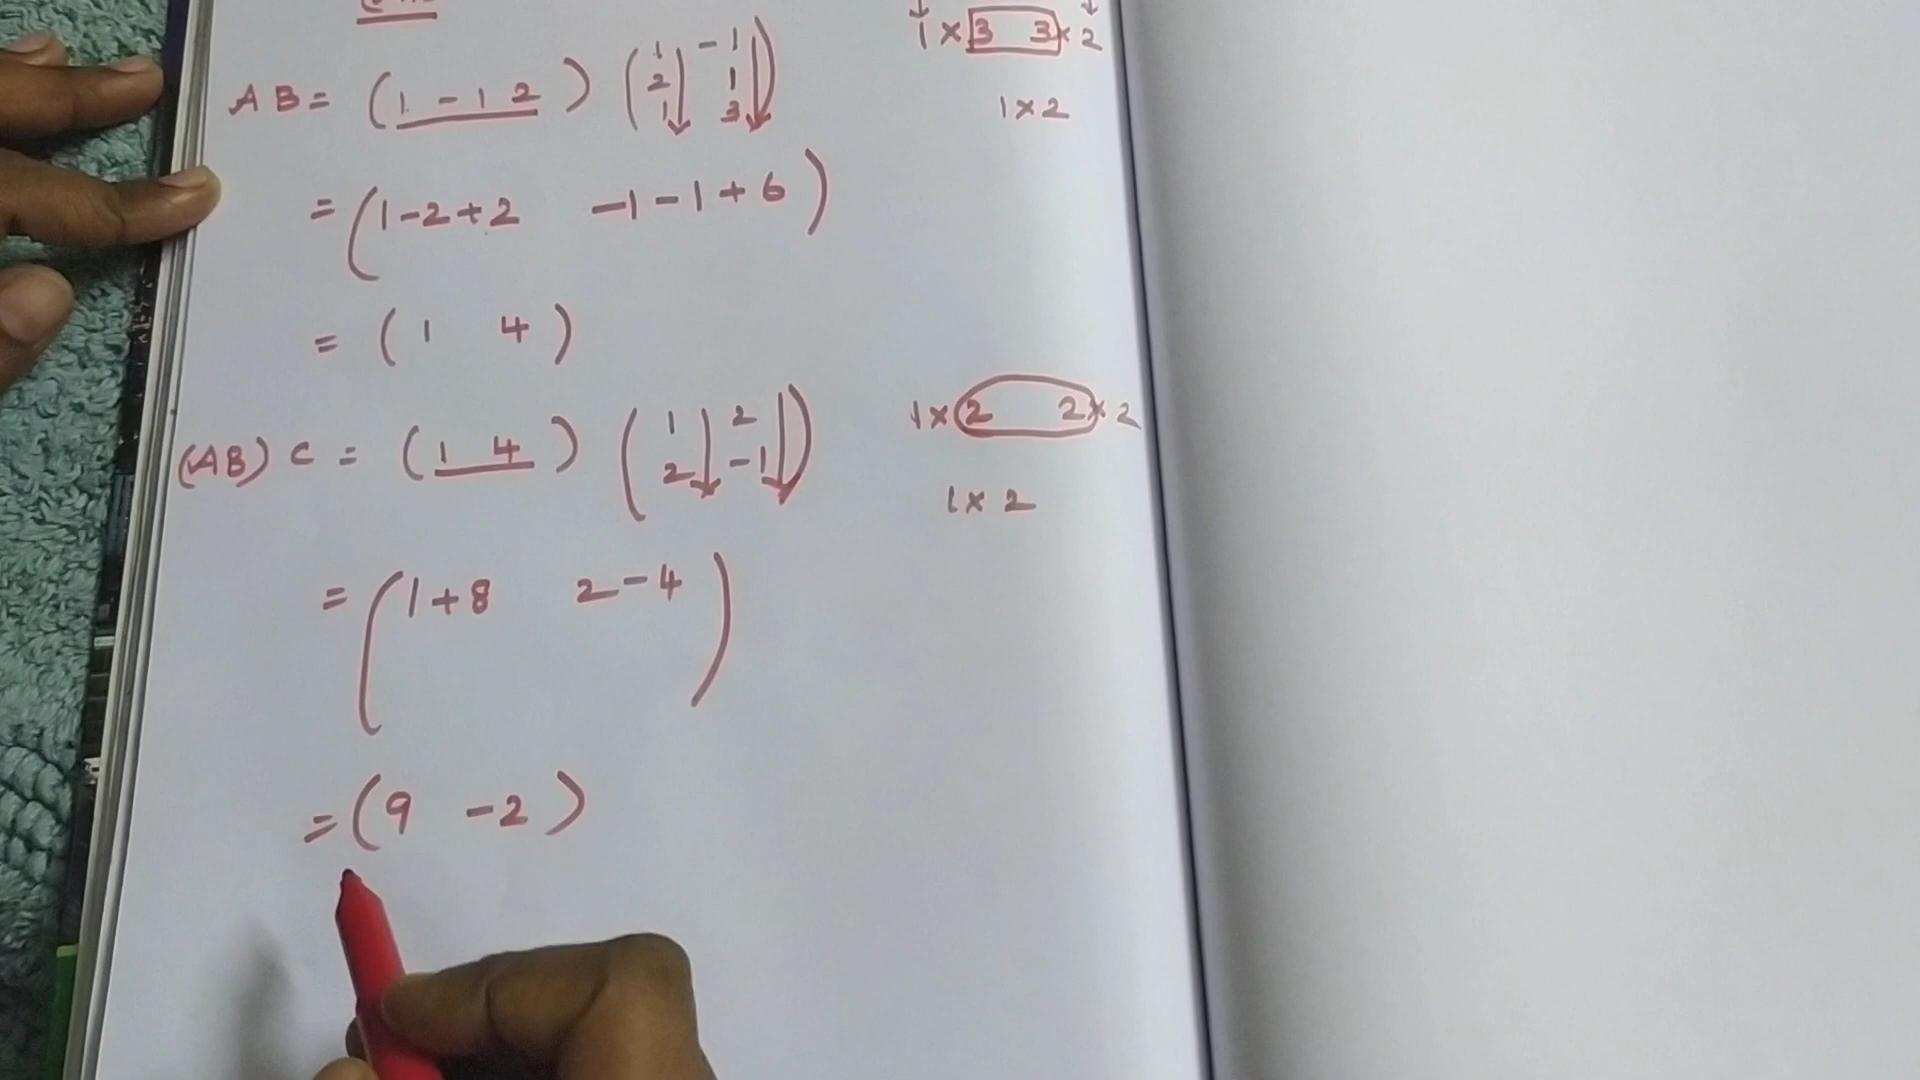 1 × 3 3 × 2
AB = (1 -1 2) (1 -1
2 1
1 3)
1 × 2
= (1-2+2 -1-1+6)
= (1 4)
1 × 2 2 × 2
(AB) C = (1 4) (1 2
2 -1)
1 × 2
= (1+8 2-4)
= (9 -2)